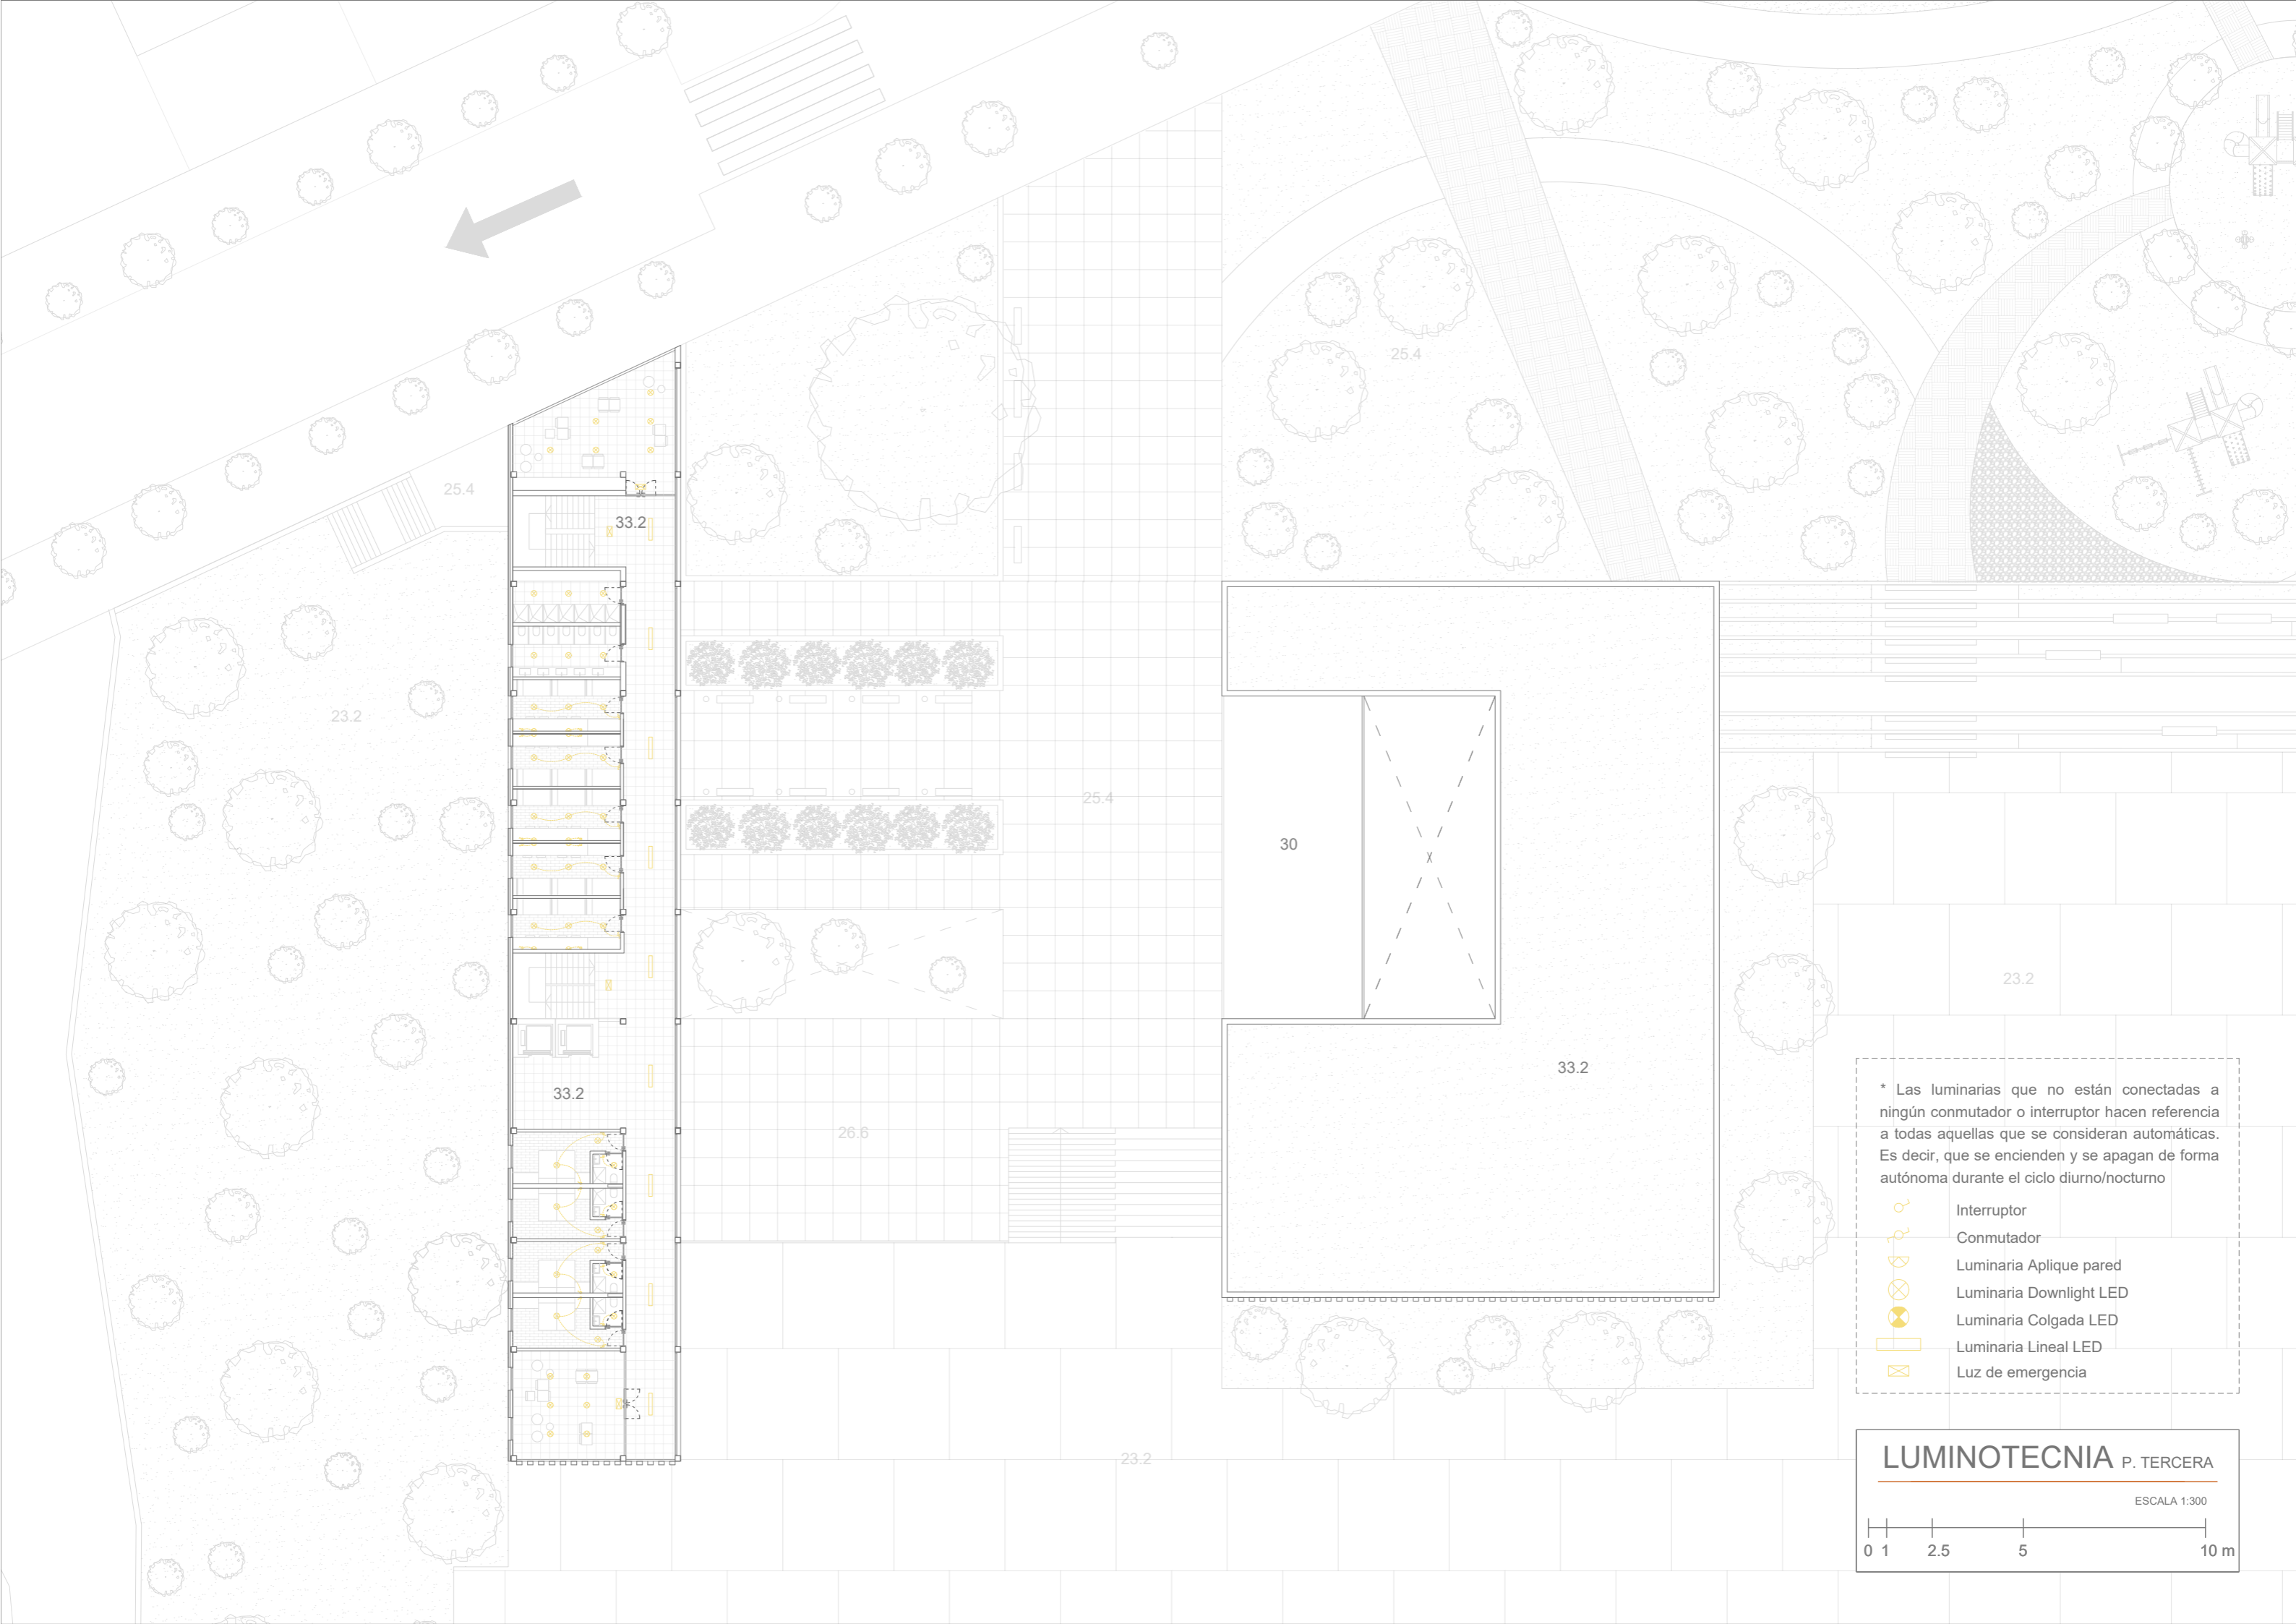 25.4
25.4
33.2
23.2
25.4
30
23.2
33.2
33.2
26.6
23.2
* Las luminarias que no están conectadas a
ningún conmutador o interruptor hacen referencia
a todas aquellas que se consideran automáticas.
Es decir, que se encienden y se apagan de forma
autónoma durante el ciclo diurno/nocturno
Interruptor
Conmutador
Luminaria Aplique pared
Luminaria Downlight LED
Luminaria Colgada LED
Luminaria Lineal LED
Luz de emergencia
LUMINOTECNIA P. TERCERA
ESCALA 1:300
0 1 2.5 5 10 m